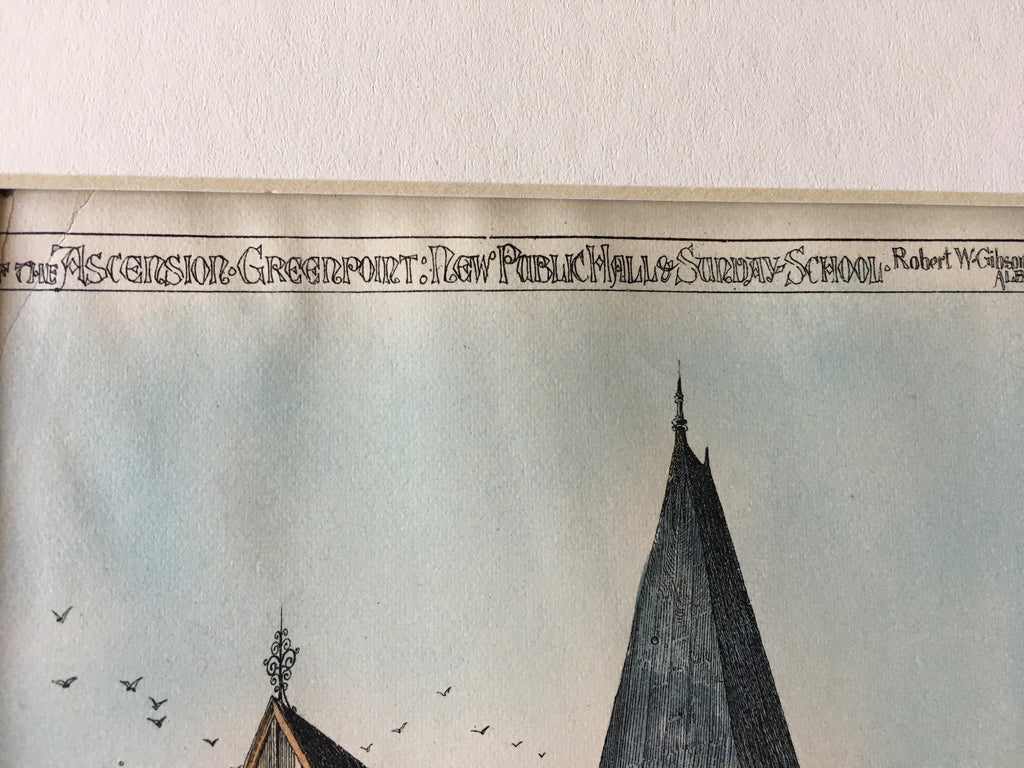 THE ASCENSION · GREENPOINT : NEW PUBLIC HALL & SUNDAY-SCHOOL · Robert W. Gibson